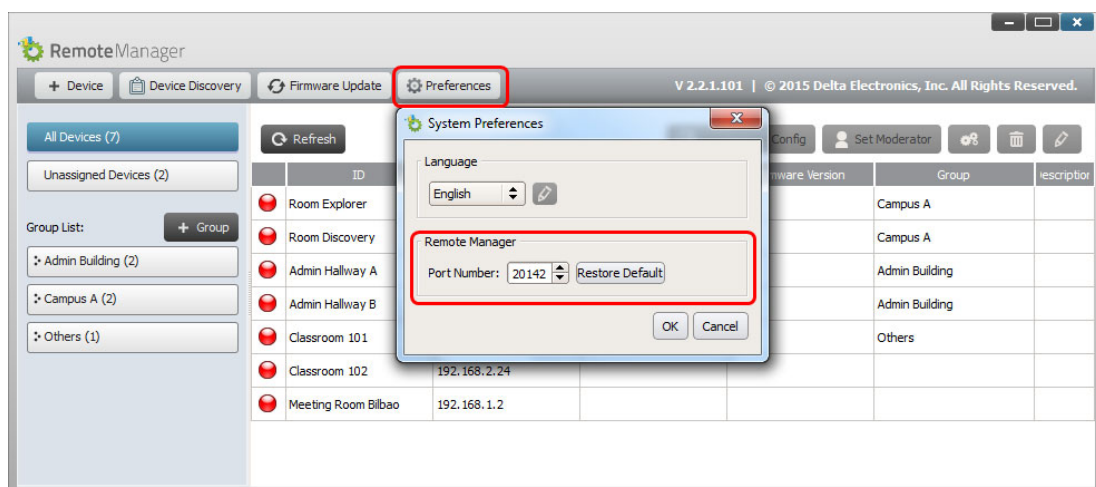 RemoteManager
+ Device Device Discovery Firmware Update Preferences V 2.2.1.101 | © 2015 Delta Electronics, Inc. All Rights Reserved.
System Preferences
All Devices (7)
Unassigned Devices (2)
Group List: + Group
Admin Building (2)
Campus A (2)
Others (1)
Refresh Config Set Moderator
ID Version Group
Room Explorer Campus A
Room Discovery Campus A
Admin Hallway A Admin Building
Admin Hallway B Admin Building
Classroom 101 Others
Classroom 102 192.168.2.24
Meeting Room Bilbao 192.168.1.2
Language
English
Remote Manager
Port Number: 20142 Restore Default
OK Cancel